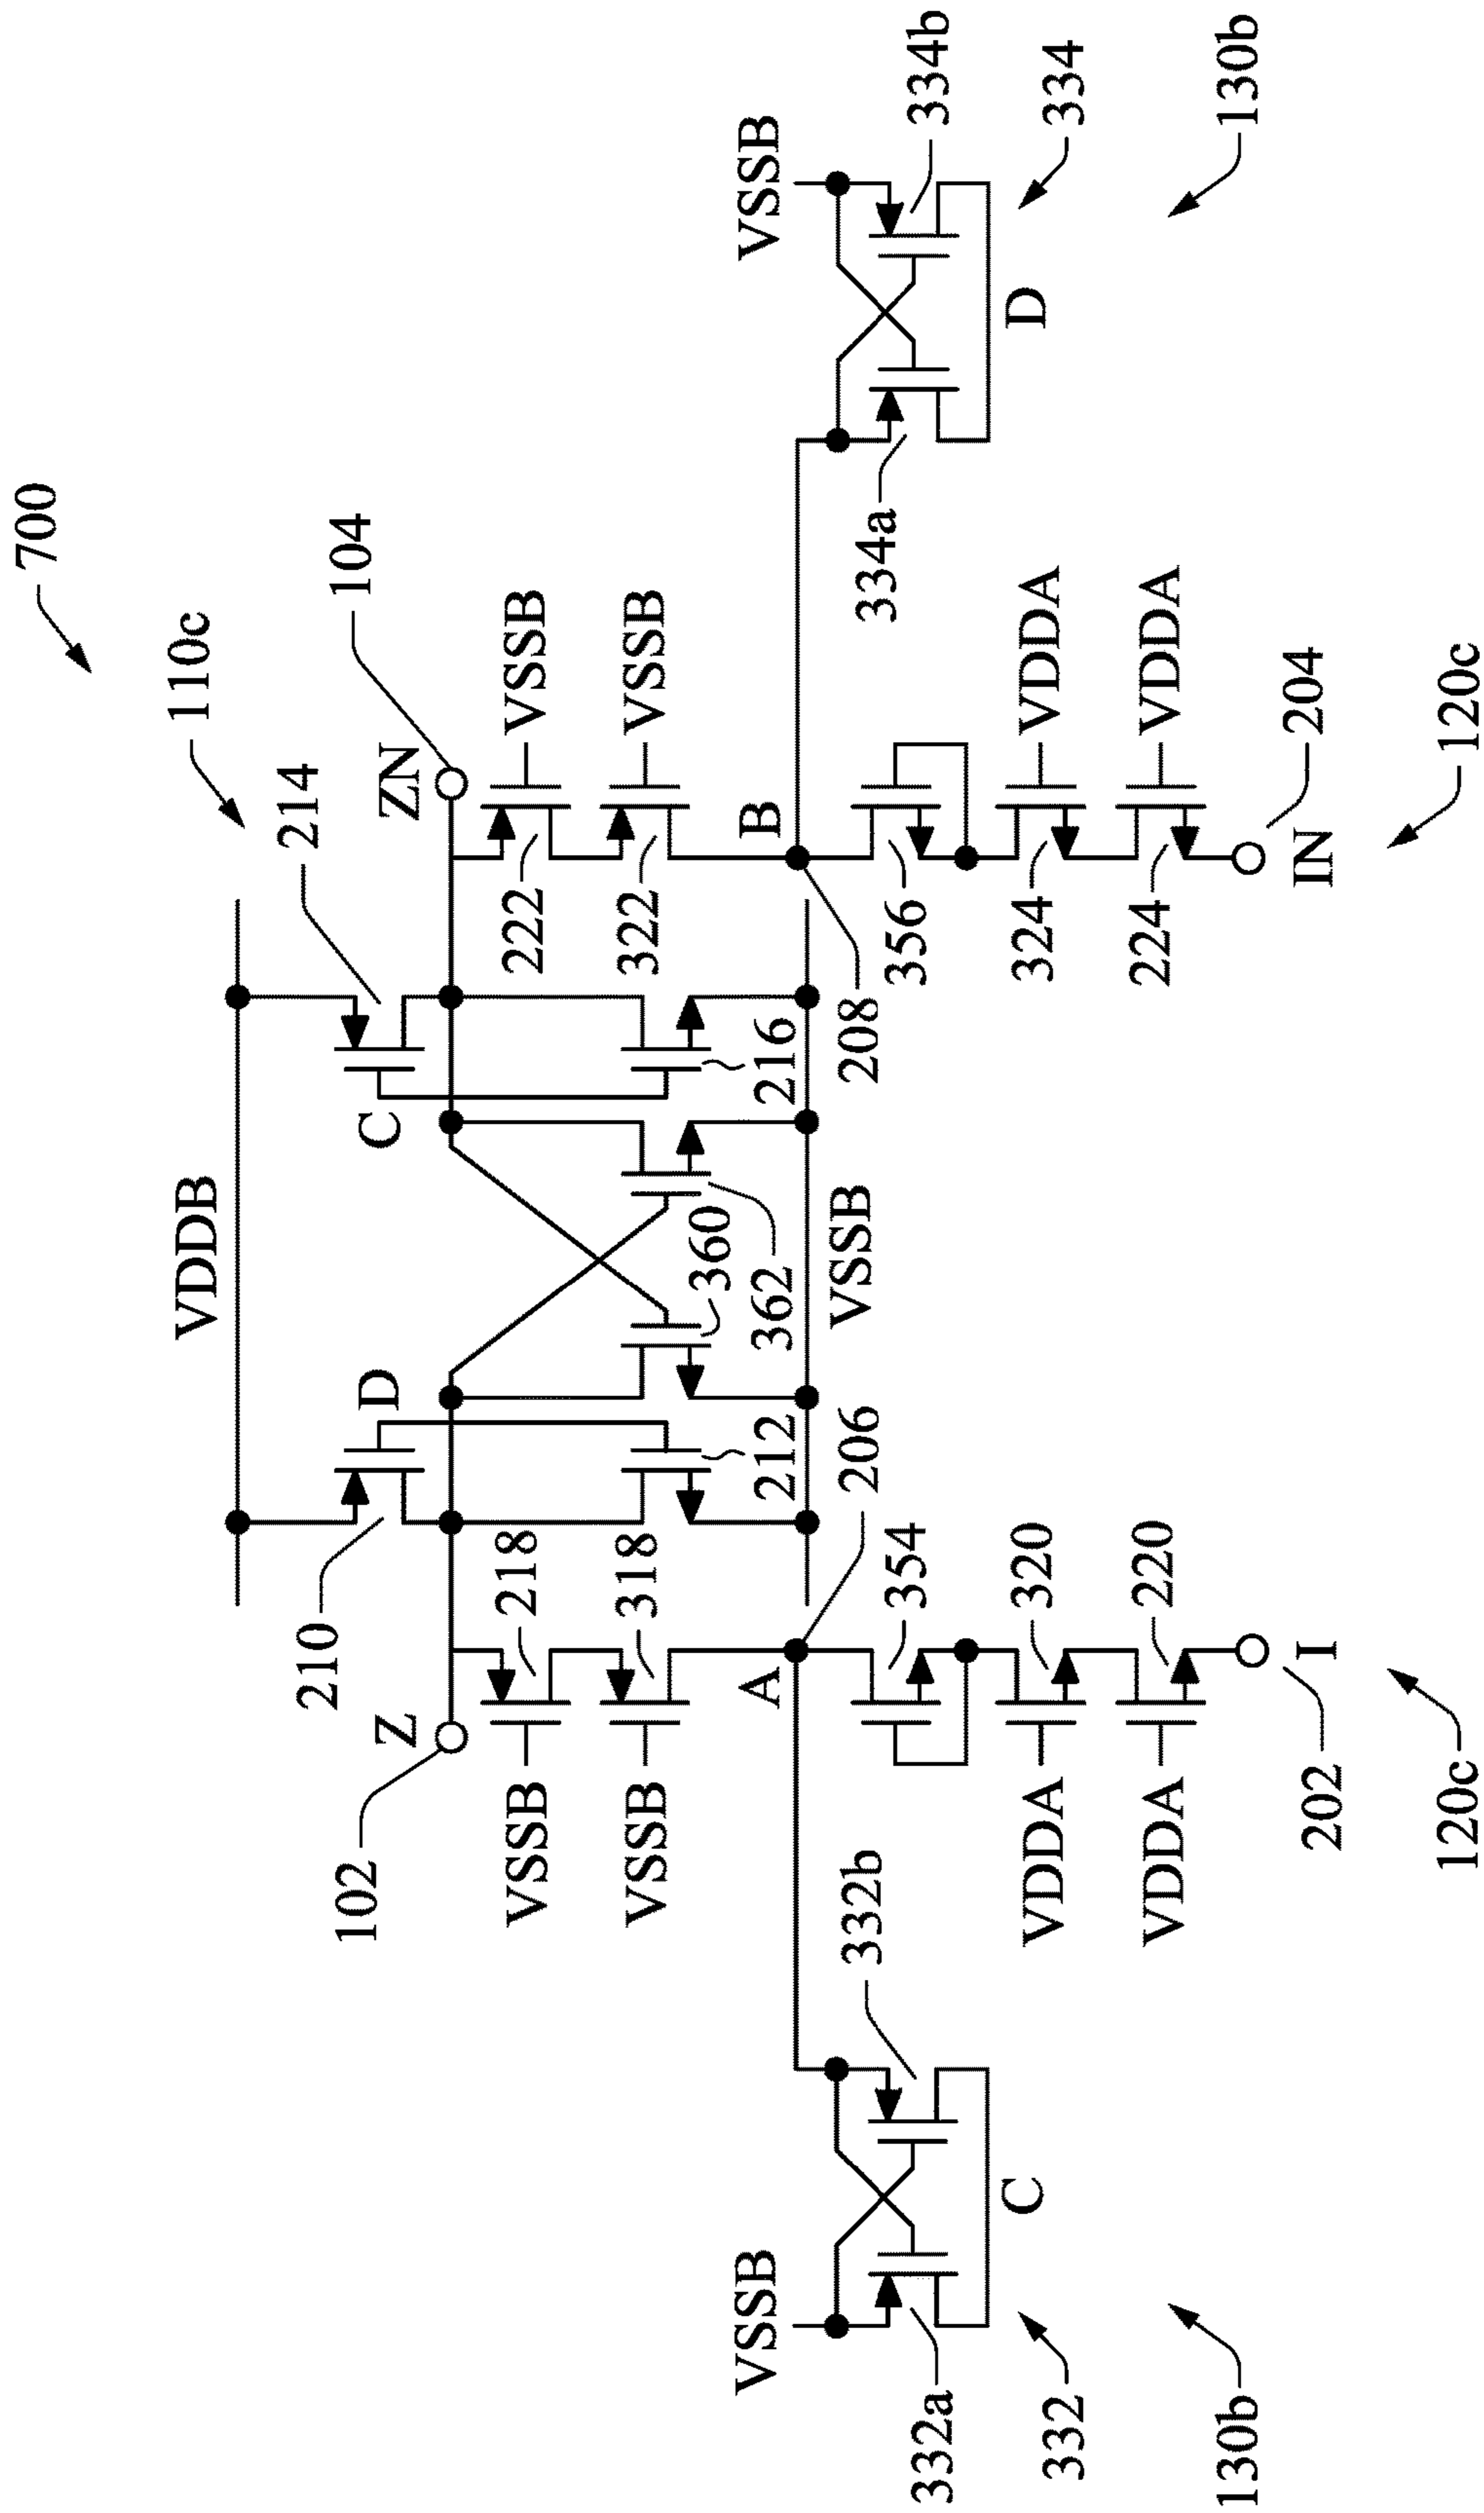 700
110c
VDDB
214
210
104
102
Z
D
C
ZN
VSSB
218
222
VSSB
VSSB
318
322
VSSB
360
VSSB
A
212
362
216
B
VSSB
332b
206
VSSB
208
354
356
334a
332a
334b
C
VDDA
320
324
VDDA
D
332
334
VDDA
220
224
VDDA
130b
130b
202
I
IN
204
120c
120c